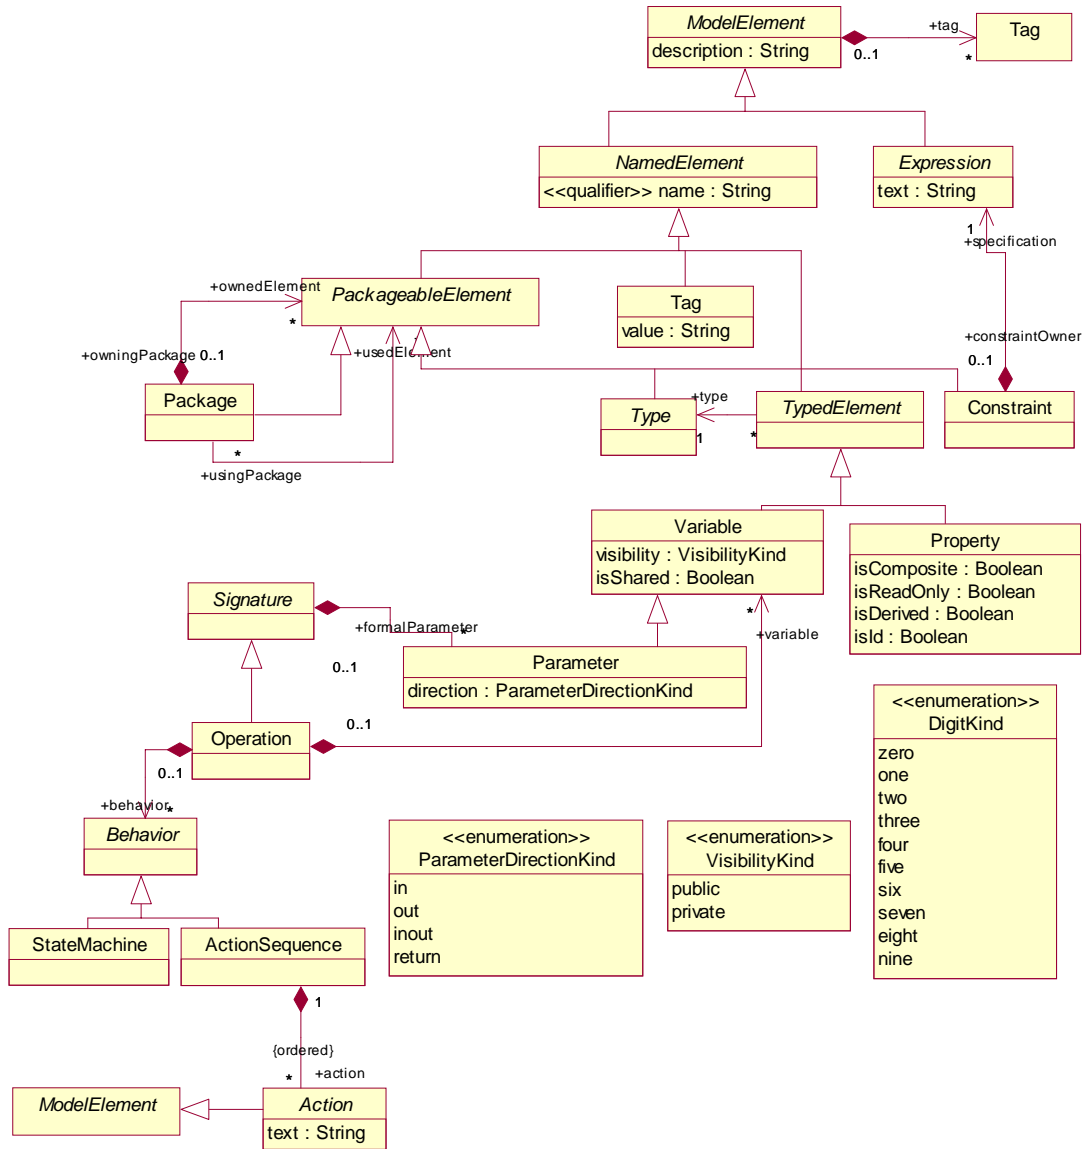 ModelElement
description : String
+tag
0..1
*
Tag
NamedElement
<<qualifier>> name : String
Expression
text : String
1
+specification
+ownedElement
*
PackageableElement
Tag
value : String
+owningPackage
0..1
+usedElement
+constraintOwner
0..1
Package
*
+usingPackage
Type
+type
1
*
TypedElement
Constraint
Variable
visibility : VisibilityKind
isShared : Boolean
Property
isComposite : Boolean
isReadOnly : Boolean
isDerived : Boolean
isId : Boolean
Signature
+formalParameter
*
0..1
*
+variable
Parameter
direction : ParameterDirectionKind
Operation
0..1
0..1
+behavior
*
Behavior
<<enumeration>>
ParameterDirectionKind
in
out
inout
return
<<enumeration>>
VisibilityKind
public
private
<<enumeration>>
DigitKind
zero
one
two
three
four
five
six
seven
eight
nine
StateMachine
ActionSequence
1
{ordered}
*
+action
ModelElement
Action
text : String